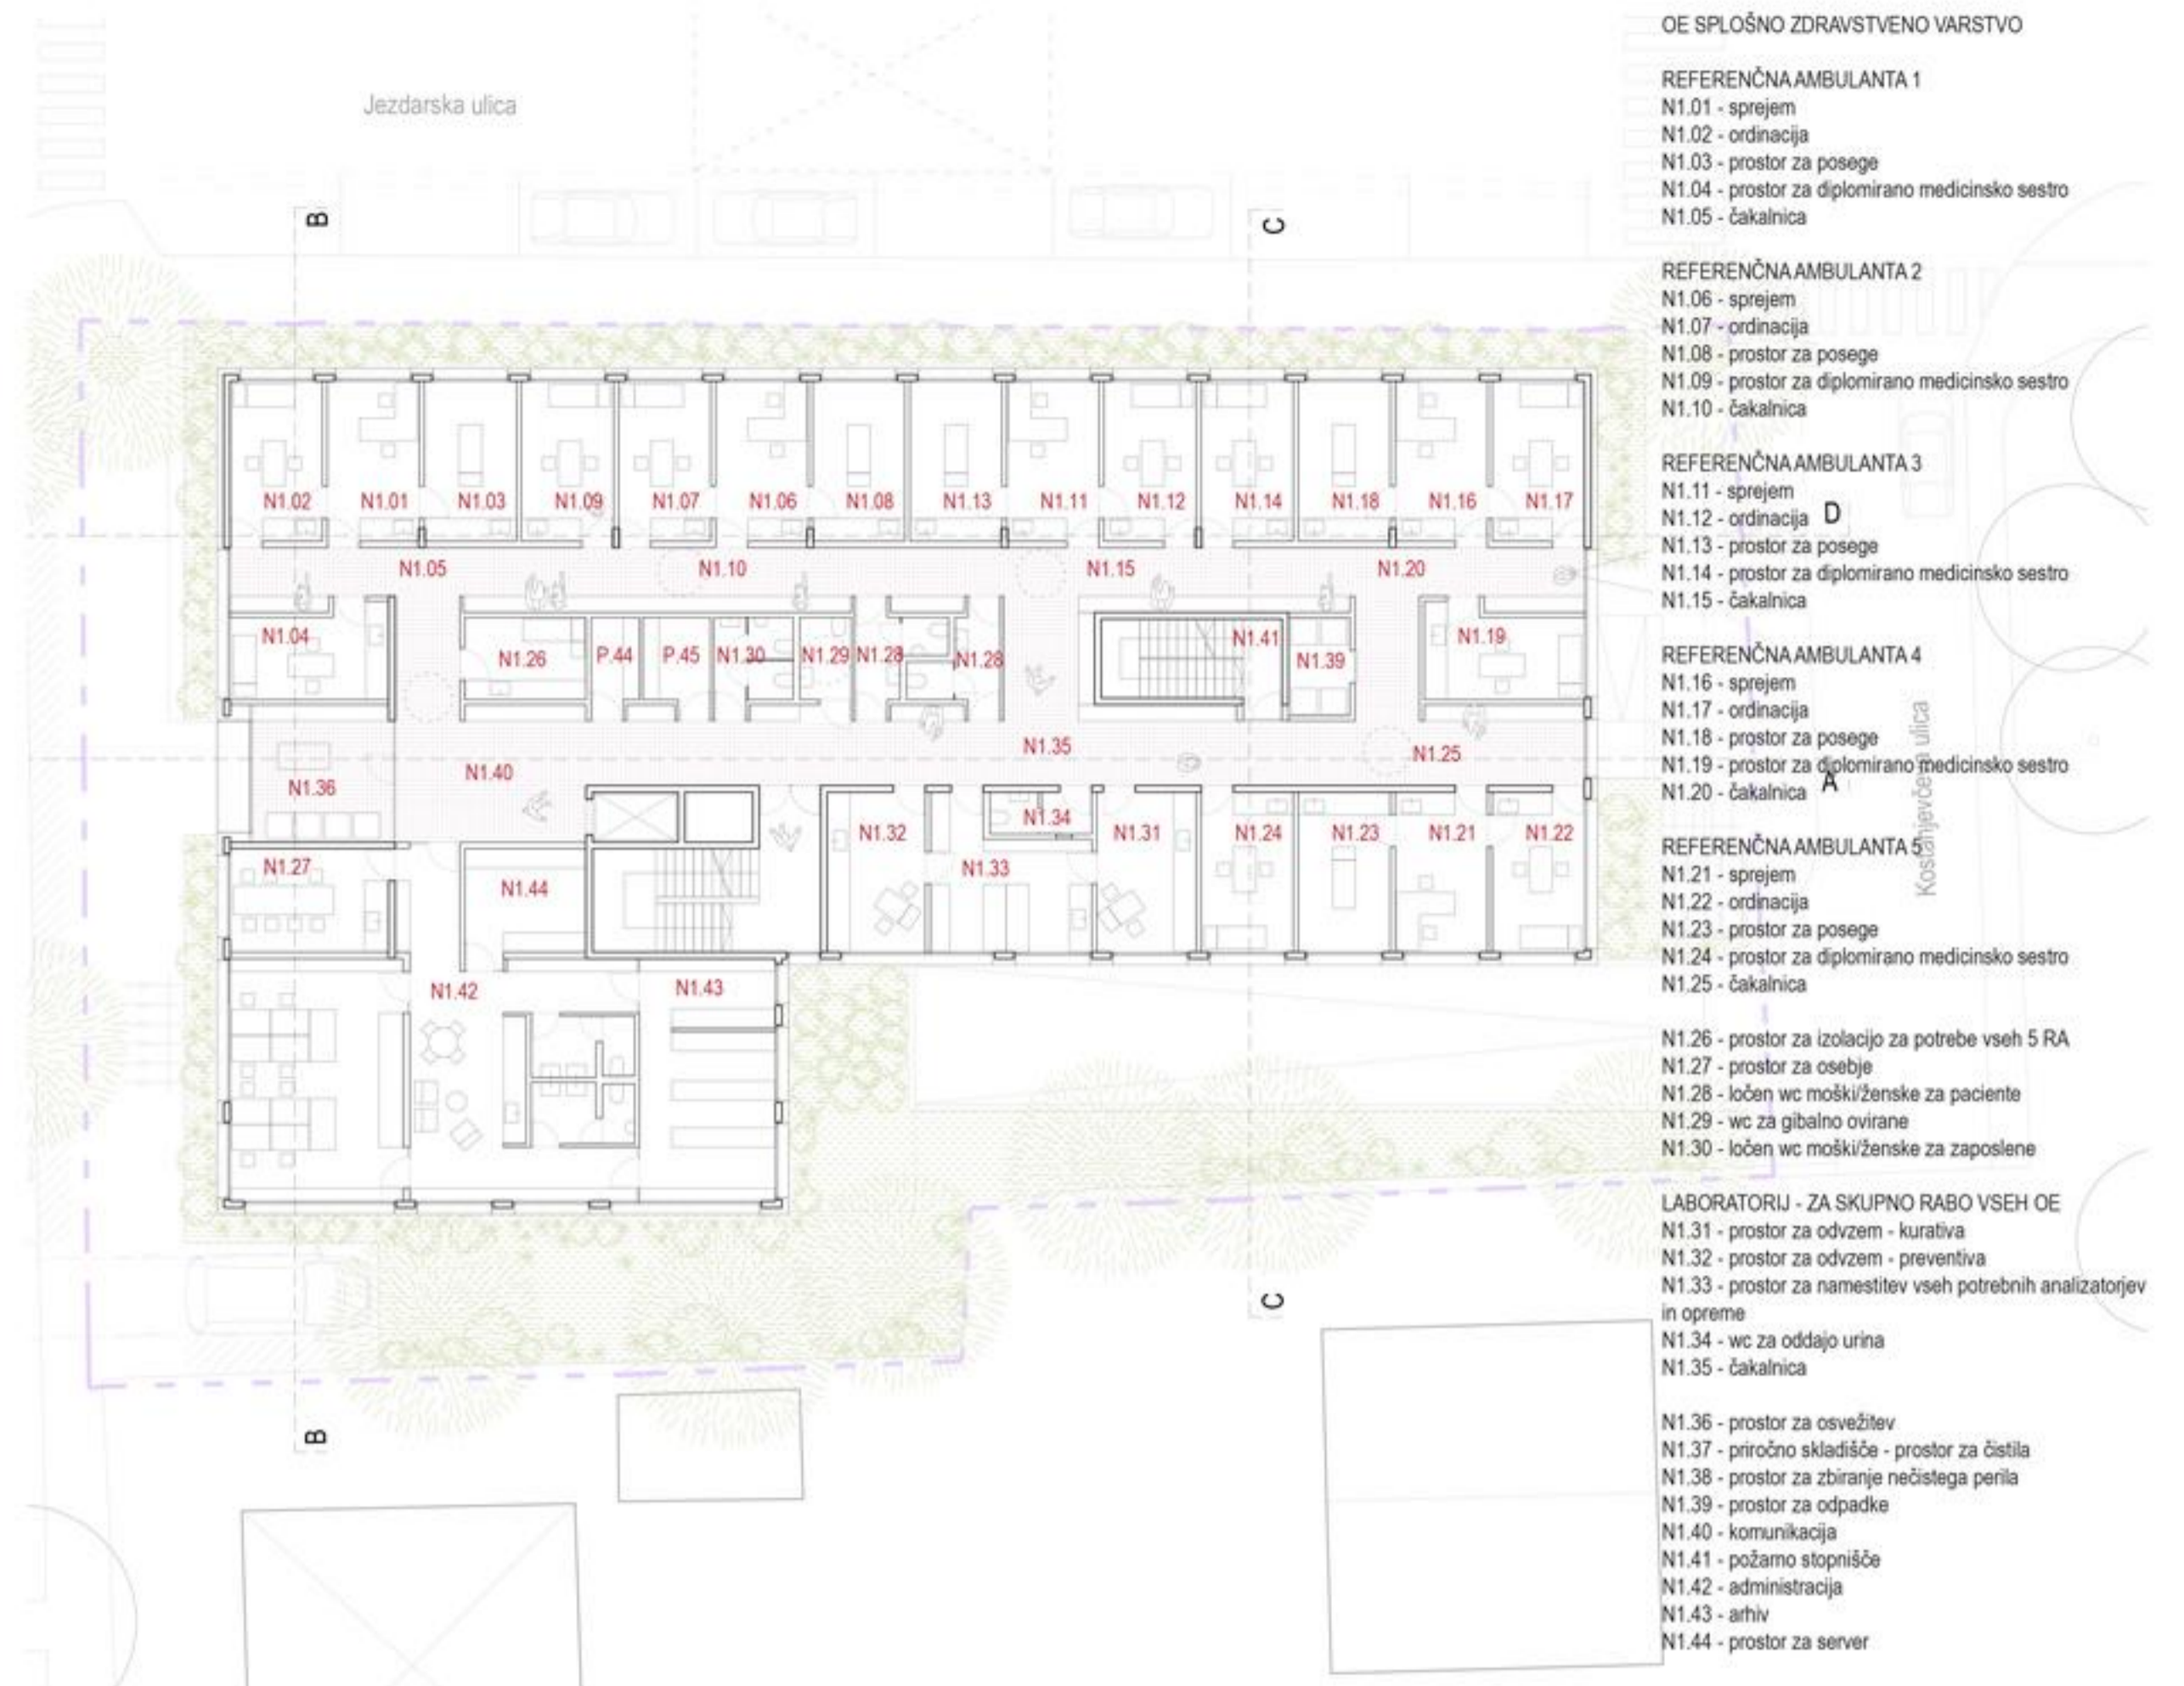 Jezdarska ulica
B
C
N1.02
N1.01
N1.03
N1.09
N1.07
N1.06
N1.08
N1.13
N1.11
N1.12
N1.14
N1.18
N1.16
N1.17
N1.05
N1.10
N1.15
N1.20
N1.04
N1.26
P.44
P.45
N1.30
N1.29
N1.28
N1.28
N1.41
N1.39
N1.19
N1.36
N1.40
N1.35
N1.25
N1.27
N1.44
N1.32
N1.33
N1.34
N1.31
N1.24
N1.23
N1.21
N1.22
N1.42
N1.43
C
B
D
A
Kostanjevčeva ulica
OE SPLOŠNO ZDRAVSTVENO VARSTVO
REFERENČNA AMBULANTA 1
N1.01 - sprejem
N1.02 - ordinacija
N1.03 - prostor za posege
N1.04 - prostor za diplomirano medicinsko sestro
N1.05 - čakalnica
REFERENČNA AMBULANTA 2
N1.06 - sprejem
N1.07 - ordinacija
N1.08 - prostor za posege
N1.09 - prostor za diplomirano medicinsko sestro
N1.10 - čakalnica
REFERENČNA AMBULANTA 3
N1.11 - sprejem
N1.12 - ordinacija
N1.13 - prostor za posege
N1.14 - prostor za diplomirano medicinsko sestro
N1.15 - čakalnica
REFERENČNA AMBULANTA 4
N1.16 - sprejem
N1.17 - ordinacija
N1.18 - prostor za posege
N1.19 - prostor za diplomirano medicinsko sestro
N1.20 - čakalnica
REFERENČNA AMBULANTA 5
N1.21 - sprejem
N1.22 - ordinacija
N1.23 - prostor za posege
N1.24 - prostor za diplomirano medicinsko sestro
N1.25 - čakalnica
N1.26 - prostor za izolacijo za potrebe vseh 5 RA
N1.27 - prostor za osebje
N1.28 - ločen wc moški/ženske za paciente
N1.29 - wc za gibalno ovirane
N1.30 - ločen wc moški/ženske za zaposlene
LABORATORIJ - ZA SKUPNO RABO VSEH OE
N1.31 - prostor za odvzem - kurativa
N1.32 - prostor za odvzem - preventiva
N1.33 - prostor za namestitev vseh potrebnih analizatorjev
in opreme
N1.34 - wc za oddajo urina
N1.35 - čakalnica
N1.36 - prostor za osvežitev
N1.37 - priročno skladišče - prostor za čistila
N1.38 - prostor za zbiranje nečistega perila
N1.39 - prostor za odpadke
N1.40 - komunikacija
N1.41 - požarno stopnišče
N1.42 - administracija
N1.43 - arhiv
N1.44 - prostor za server